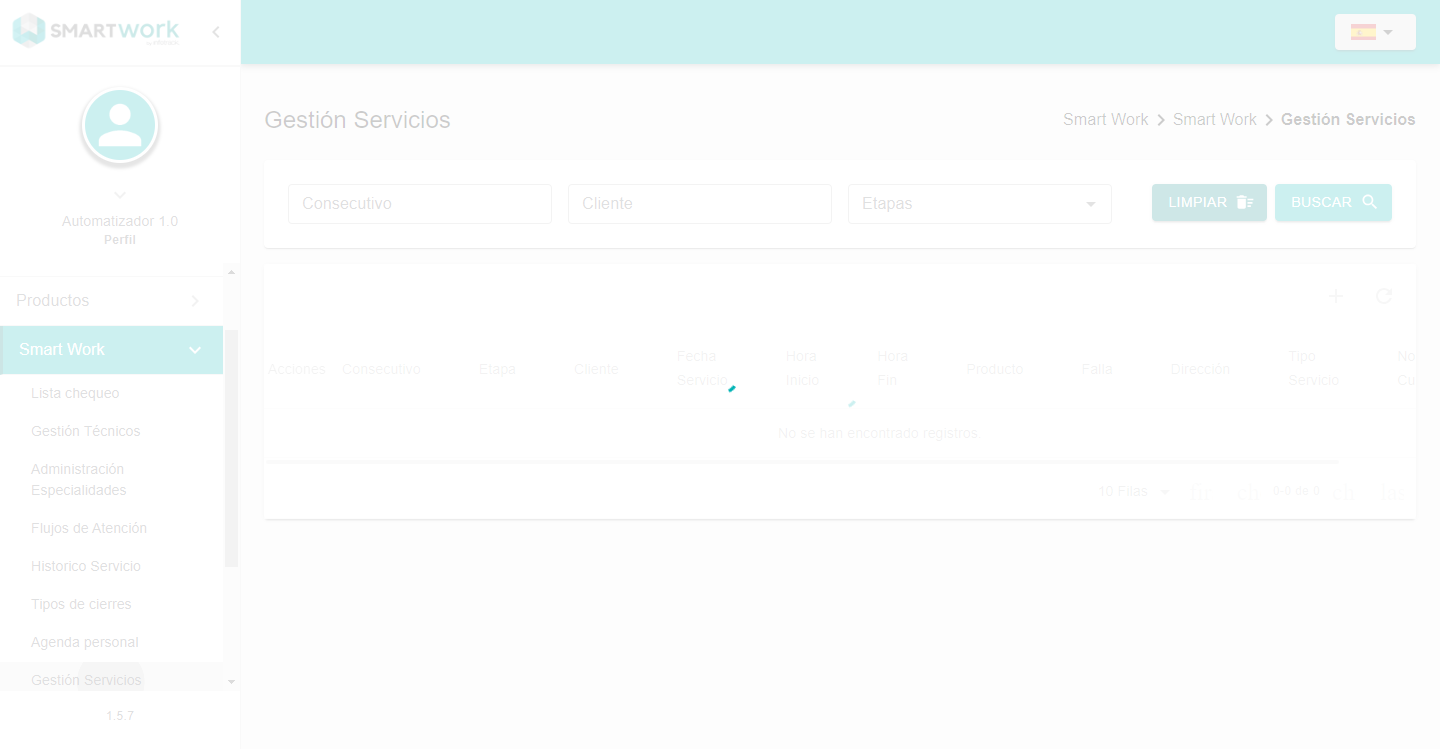 SMARTwork
Gestión Servicios
Smart Work > Smart Work > Gestión Servicios
Consecutivo
Cliente
Etapas
LIMPIAR
BUSCAR
Automatizador 1.0
Perfil
Productos
Smart Work
Lista chequeo
Gestión Técnicos
Administración
Especialidades
Flujos de Atención
Historico Servicio
Tipos de cierres
Agenda personal
Gestión Servicios
1.5.7
Acciones
Consecutivo
Etapa
Cliente
Fecha
Servicio
Hora
Inicio
Hora
Fin
Producto
Falla
Dirección
Tipo
Servicio
No
Cu
No se han encontrado registros
10 Filas
0-0 de 0